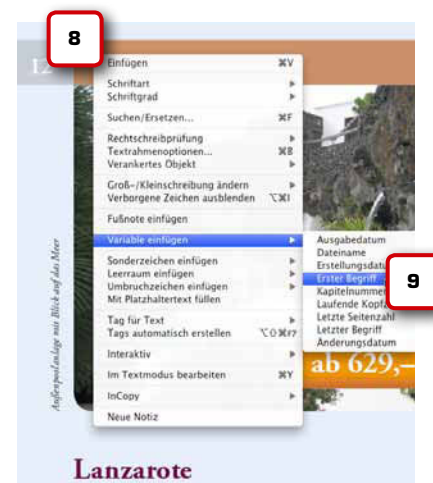 8
12
Einfügen ⌘V
Schriftart
Schriftgrad
Suchen/Ersetzen... ⌘F
Rechtschreibprüfung
Textrahmenoptionen... ⌘B
Verankertes Objekt
Groß-/Kleinschreibung ändern
Verborgene Zeichen ausblenden ⌥⌘I
Fußnote einfügen
Variable einfügen
Sonderzeichen einfügen
Leerraum einfügen
Umbruchzeichen einfügen
Mit Platzhaltertext füllen
Tag für Text
Tags automatisch erstellen ⌥⇧⌘F7
Interaktiv
Im Textmodus bearbeiten ⌘Y
InCopy
Neue Notiz
Ausgabedatum
Dateiname
Erstellungsdatu
Erster Begriff
Kapitelnummer
Laufende Kopfz
Letzte Seitenzahl
Letzter Begriff
Änderungsdatum
9
Außenpoolanlage mit Blick auf das Meer
ab 629,–
Lanzarote